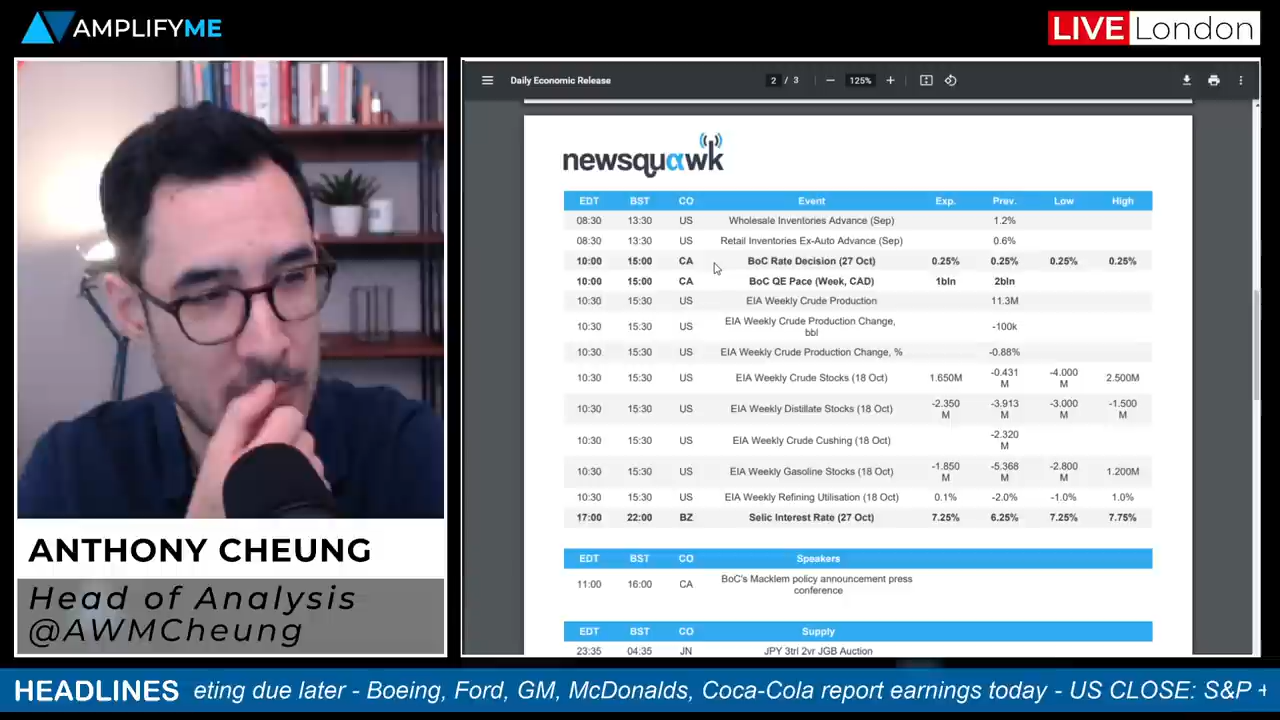 AMPLIFYME
LIVE London
Daily Economic Release
2 / 3
125%
newsquawk
EDT BST CO Event Exp. Prev. Low High
08:30 13:30 US Wholesale Inventories Advance (Sep) 1.2%
08:30 13:30 US Retail Inventories Ex-Auto Advance (Sep) 0.6%
10:00 15:00 CA BoC Rate Decision (27 Oct) 0.25% 0.25% 0.25% 0.25%
10:00 15:00 CA BoC QE Pace (Week, CAD) 1bln 2bln
10:30 15:30 US EIA Weekly Crude Production 11.3M
10:30 15:30 US EIA Weekly Crude Production Change, bbl -100k
10:30 15:30 US EIA Weekly Crude Production Change, % -0.88%
10:30 15:30 US EIA Weekly Crude Stocks (18 Oct) 1.650M -0.431 M -4.000 M 2.500M
10:30 15:30 US EIA Weekly Distillate Stocks (18 Oct) -2.350 M -3.913 M -3.000 M -1.500 M
10:30 15:30 US EIA Weekly Crude Cushing (18 Oct) -2.320 M
10:30 15:30 US EIA Weekly Gasoline Stocks (18 Oct) -1.850 M -5.368 M -2.800 M 1.200M
10:30 15:30 US EIA Weekly Refining Utilisation (18 Oct) 0.1% -2.0% -1.0% 1.0%
17:00 22:00 BZ Selic Interest Rate (27 Oct) 7.25% 6.25% 7.25% 7.75%
EDT BST CO Speakers
11:00 16:00 CA BoC's Macklem policy announcement press conference
EDT BST CO Supply
23:35 04:35 JN JPY 3trl 2yr JGB Auction
ANTHONY CHEUNG
Head of Analysis
@AWMCheung
HEADLINES eting due later - Boeing, Ford, GM, McDonalds, Coca-Cola report earnings today - US CLOSE: S&P +